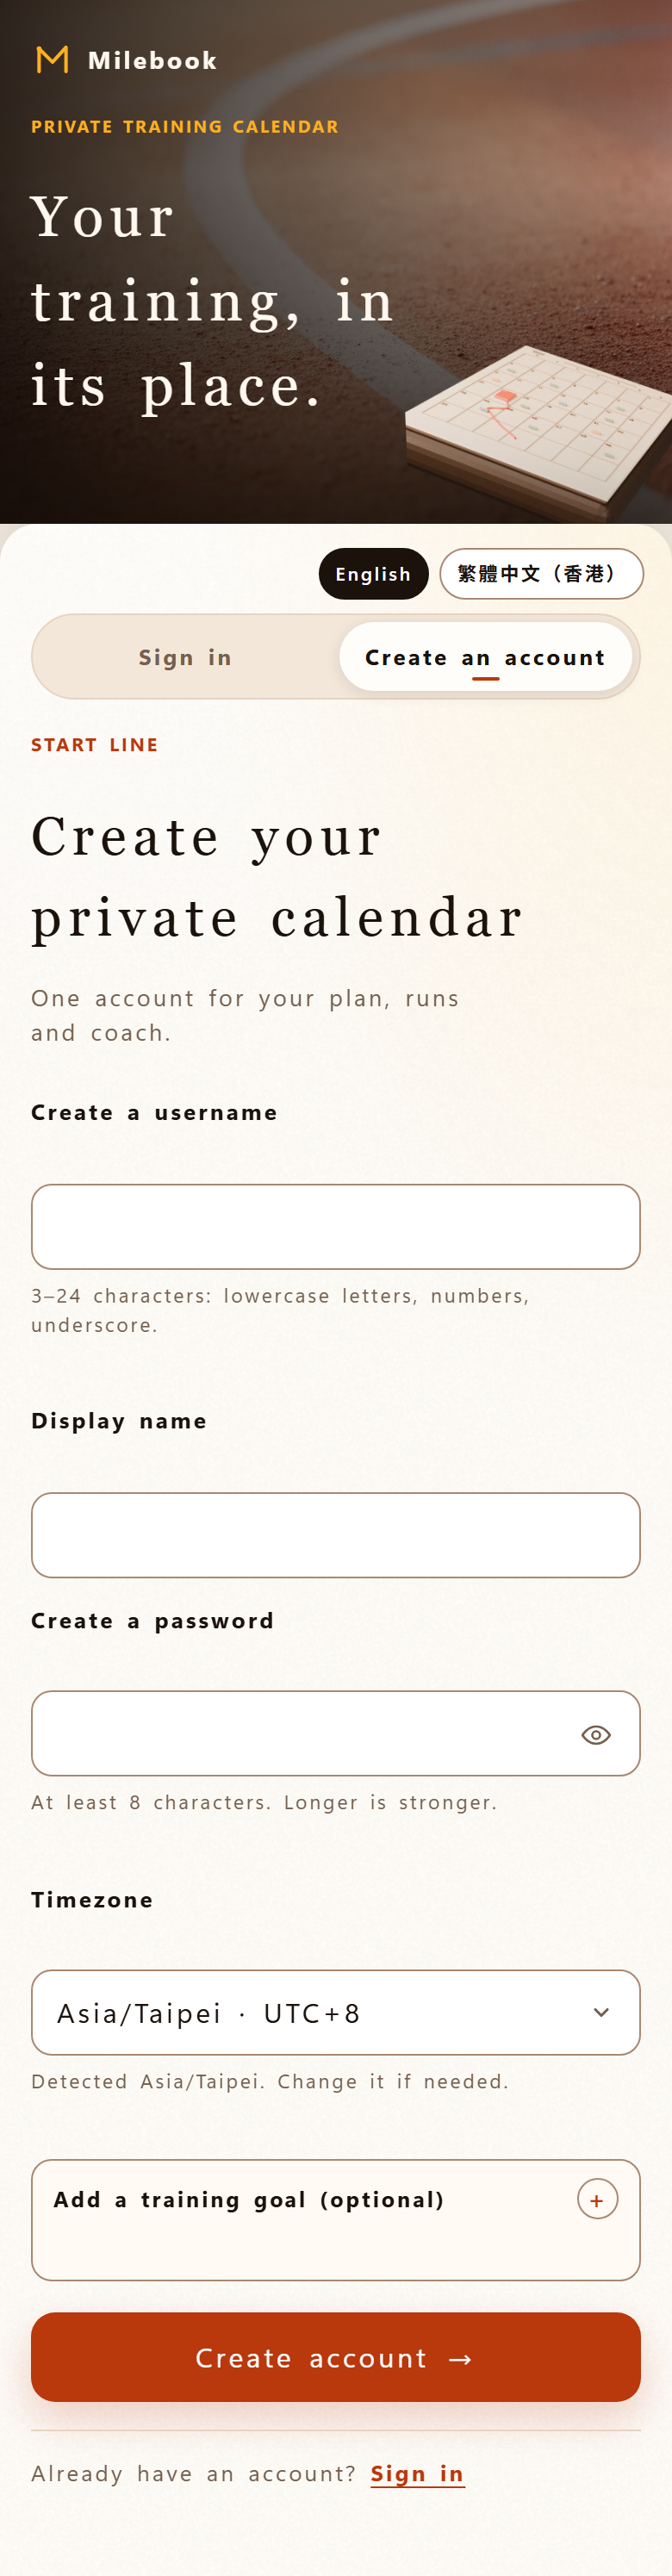 Milebook
PRIVATE TRAINING CALENDAR
Your
training, in
its place.
English
繁體中文（香港）
Sign in
Create an account
START LINE
Create your
private calendar
One account for your plan, runs
and coach.
Create a username
3–24 characters: lowercase letters, numbers,
underscore.
Display name
Create a password
At least 8 characters. Longer is stronger.
Timezone
Asia/Taipei · UTC+8
Detected Asia/Taipei. Change it if needed.
Add a training goal (optional)
+
Create account →
Already have an account? Sign in